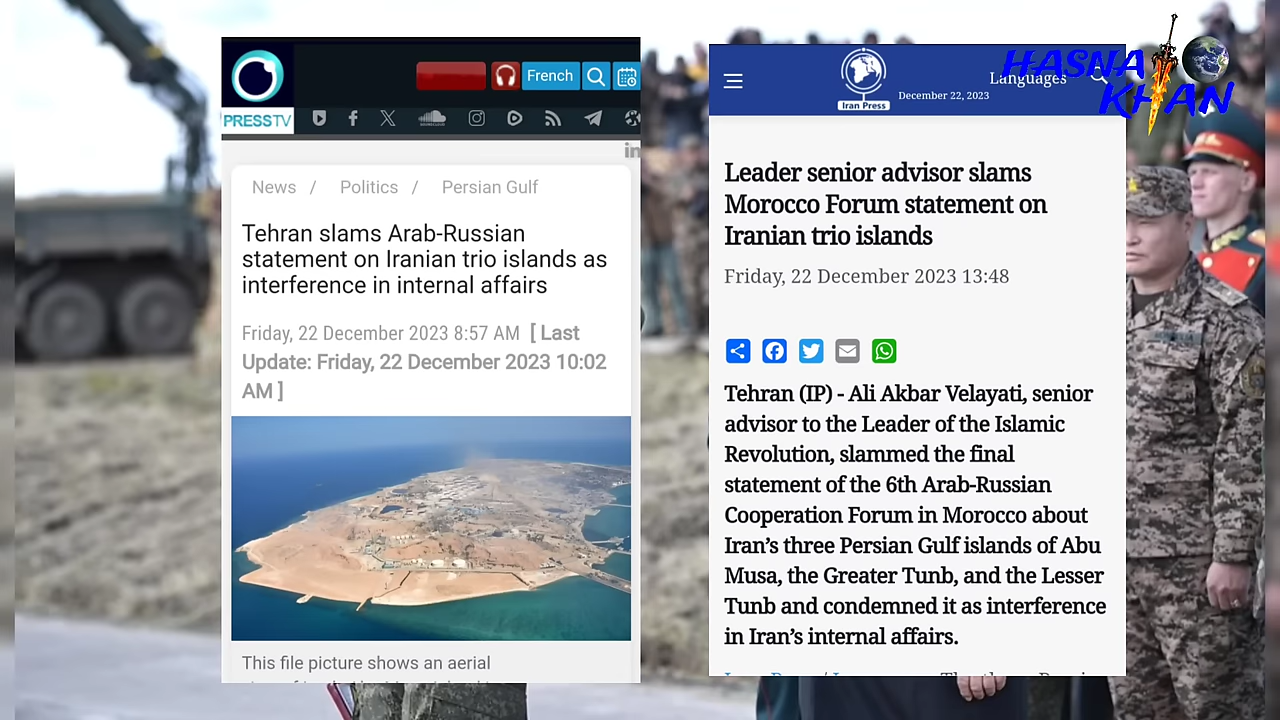 French
PRESSTV
in
News / Politics / Persian Gulf
Tehran slams Arab-Russian
statement on Iranian trio islands as
interference in internal affairs
Friday, 22 December 2023 8:57 AM [ Last
Update: Friday, 22 December 2023 10:02
AM ]
This file picture shows an aerial
Iran Press
December 22, 2023
Languages
HASNA
KHAN
Leader senior advisor slams
Morocco Forum statement on
Iranian trio islands
Friday, 22 December 2023 13:48
Tehran (IP) - Ali Akbar Velayati, senior
advisor to the Leader of the Islamic
Revolution, slammed the final
statement of the 6th Arab-Russian
Cooperation Forum in Morocco about
Iran’s three Persian Gulf islands of Abu
Musa, the Greater Tunb, and the Lesser
Tunb and condemned it as interference
in Iran’s internal affairs.